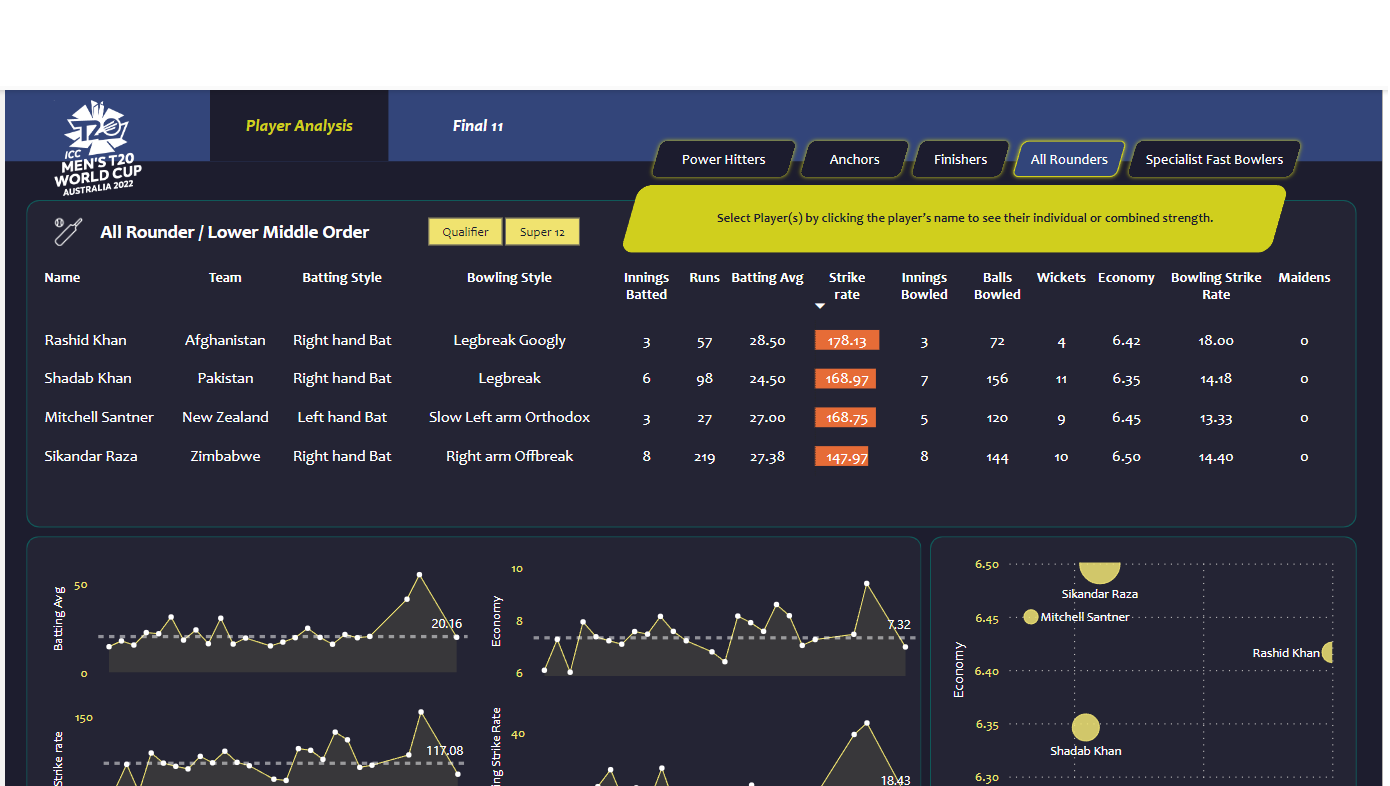 T20
ICC
MEN'S T20
WORLD CUP
AUSTRALIA 2022
Player Analysis
Final 11
Power Hitters
Anchors
Finishers
All Rounders
Specialist Fast Bowlers
Select Player(s) by clicking the player's name to see their individual or combined strength.
All Rounder / Lower Middle Order
Qualifier
Super 12
Name Team Batting Style Bowling Style Innings Batted Runs Batting Avg Strike rate Innings Bowled Balls Bowled Wickets Economy Bowling Strike Rate Maidens
Rashid Khan Afghanistan Right hand Bat Legbreak Googly 3 57 28.50 178.13 3 72 4 6.42 18.00 0
Shadab Khan Pakistan Right hand Bat Legbreak 6 98 24.50 168.97 7 156 11 6.35 14.18 0
Mitchell Santner New Zealand Left hand Bat Slow Left arm Orthodox 3 27 27.00 168.75 5 120 9 6.45 13.33 0
Sikandar Raza Zimbabwe Right hand Bat Right arm Offbreak 8 219 27.38 147.97 8 144 10 6.50 14.40 0
Batting Avg
50
0
20.16
Economy
10
8
6
7.32
Strike rate
150
117.08
ing Strike Rate
40
18.43
Economy
6.50
6.45
6.40
6.35
6.30
Sikandar Raza
Mitchell Santner
Rashid Khan
Shadab Khan